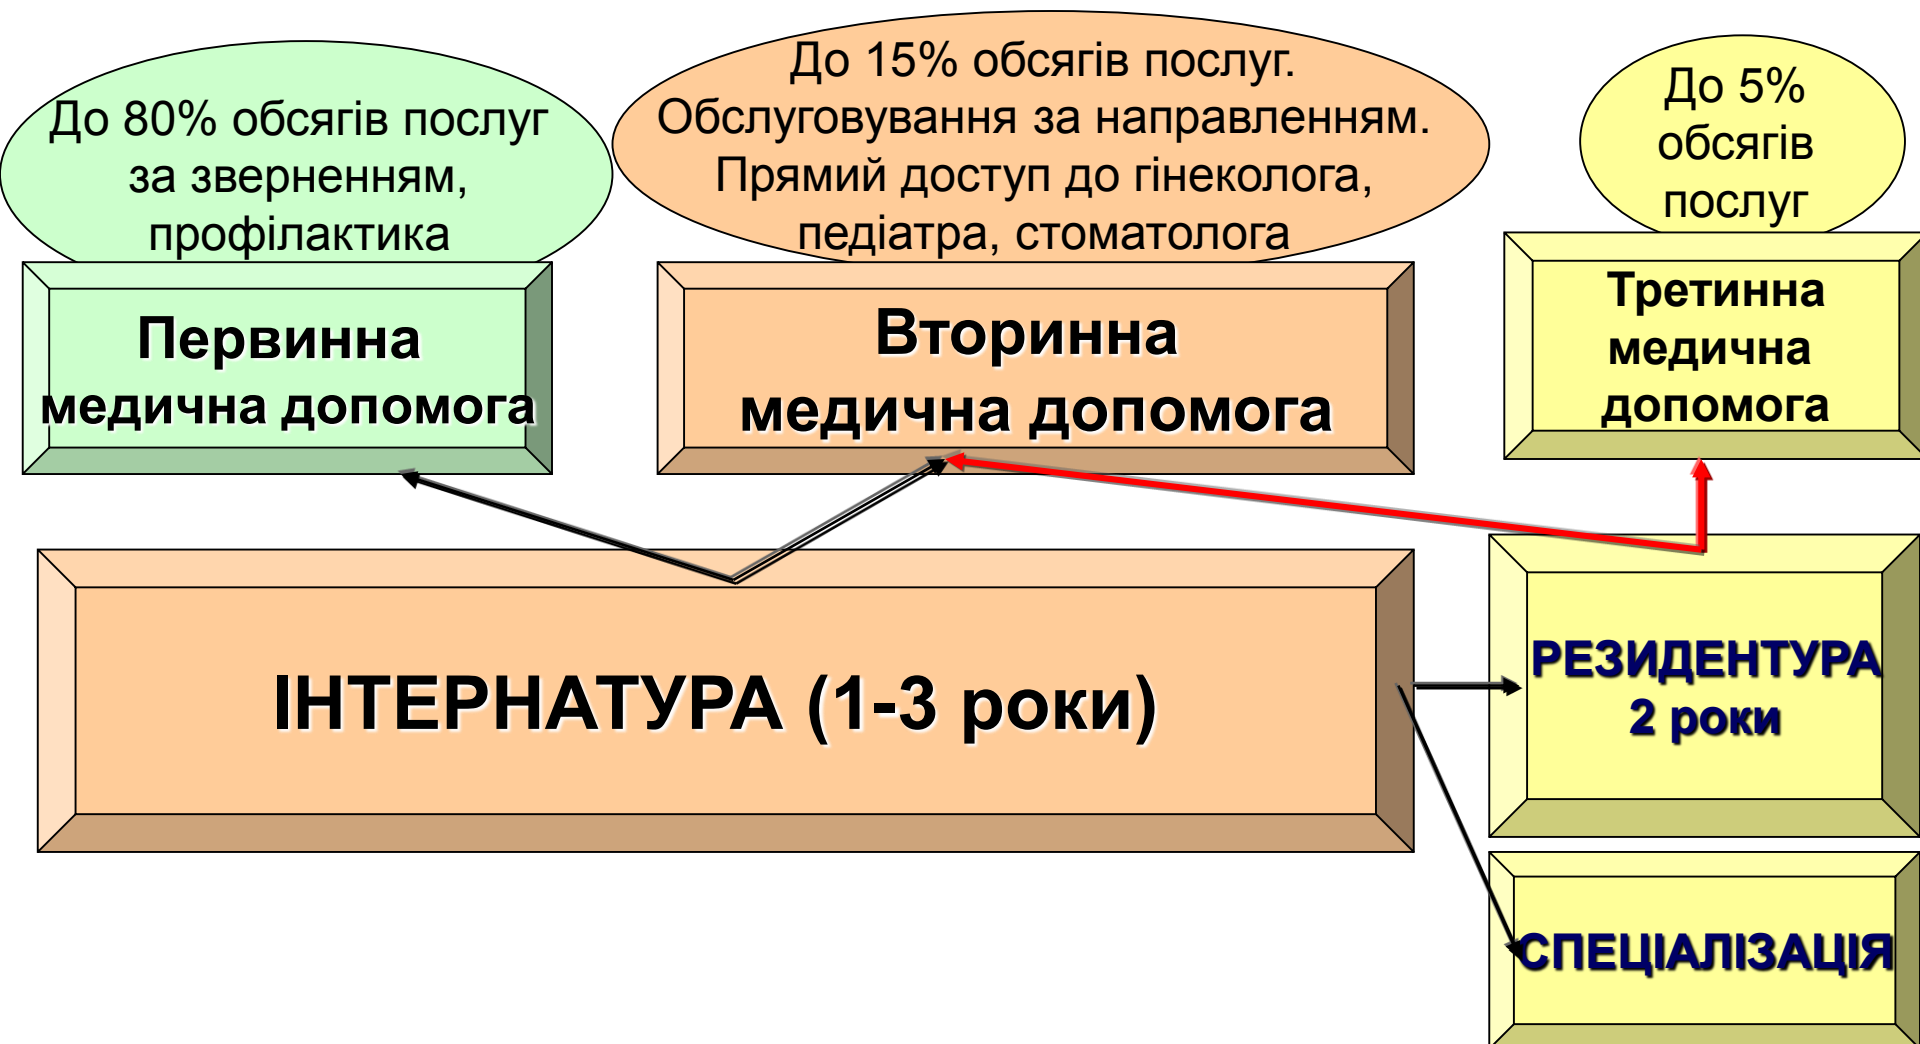 До 80% обсягів послуг
за зверненням,
профілактика
До 15% обсягів послуг.
Обслуговування за направленням.
Прямий доступ до гінеколога,
педіатра, стоматолога
До 5%
обсягів
послуг
Первинна
медична допомога
Вторинна
медична допомога
Третинна
медична
допомога
ІНТЕРНАТУРА (1-3 роки)
РЕЗИДЕНТУРА
2 роки
СПЕЦІАЛІЗАЦІЯ